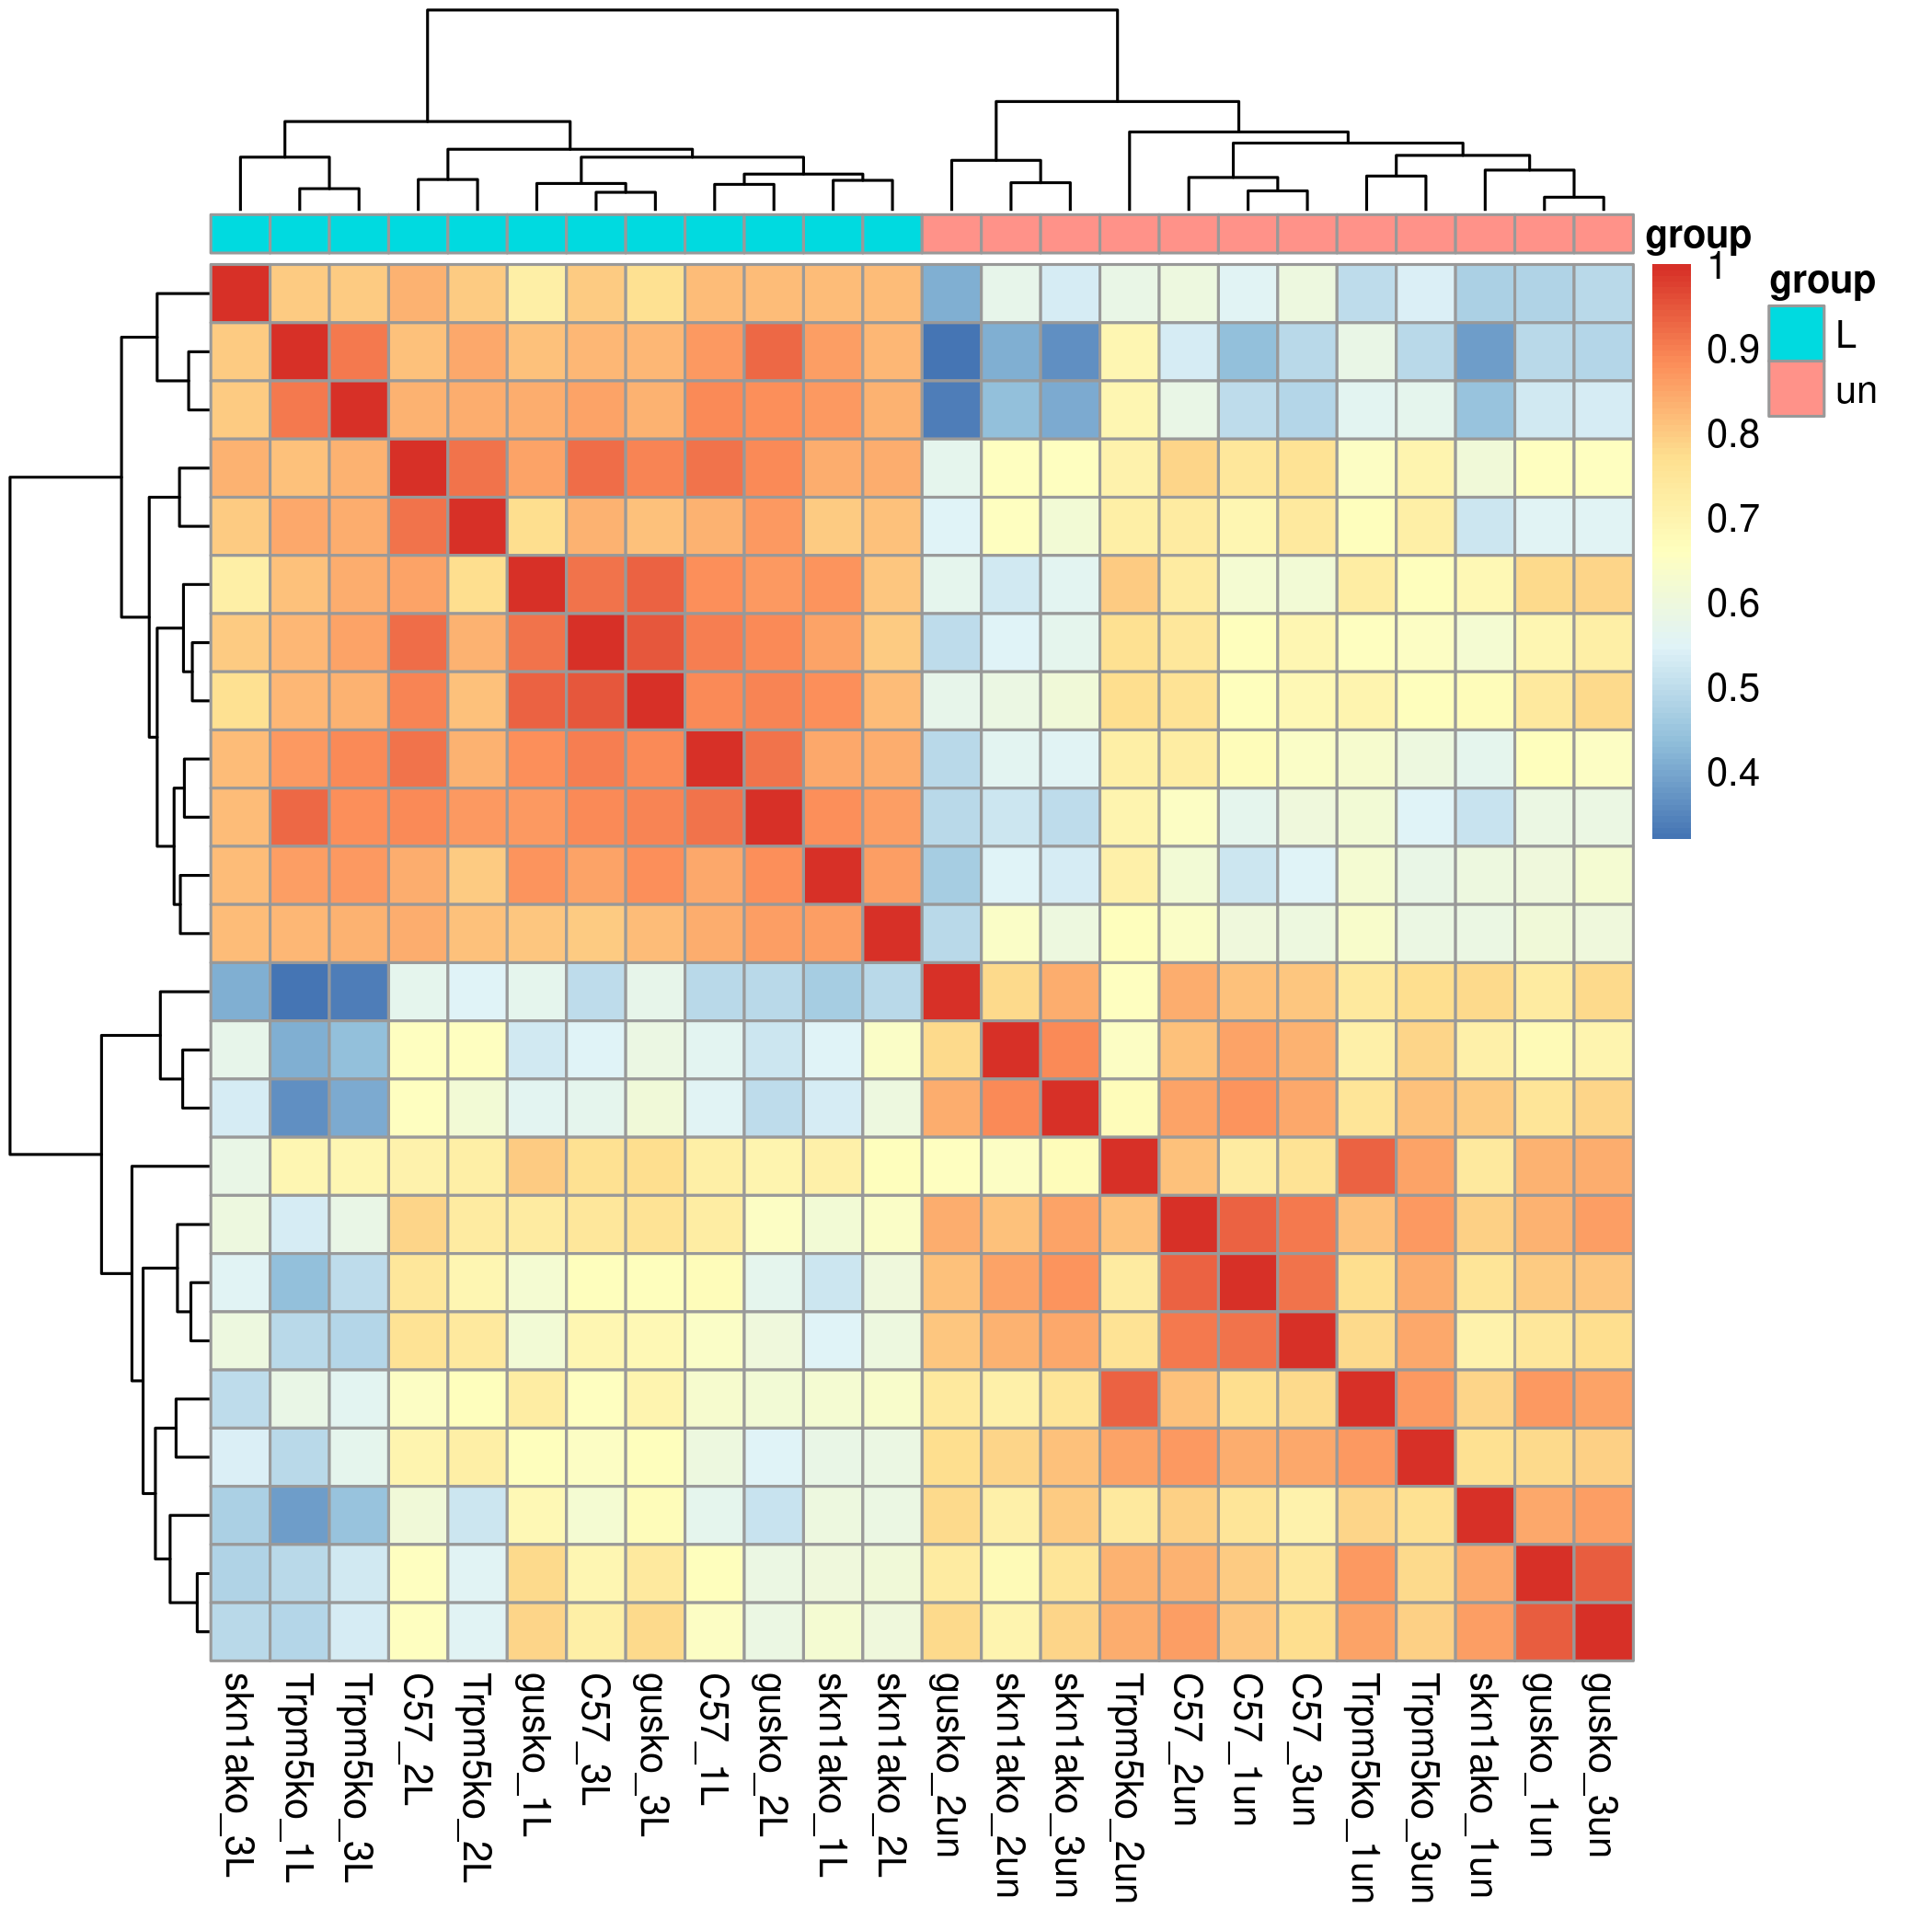 group
1
0.9
0.8
0.7
0.6
0.5
0.4
group
L
un
skn1ako_3L
Trpm5ko_1L
Trpm5ko_3L
C57_2L
Trpm5ko_2L
gusko_1L
C57_3L
gusko_3L
C57_1L
gusko_2L
skn1ako_1L
skn1ako_2L
gusko_2un
skn1ako_2un
skn1ako_3un
Trpm5ko_2un
C57_2un
C57_1un
C57_3un
Trpm5ko_1un
Trpm5ko_3un
skn1ako_1un
gusko_1un
gusko_3un